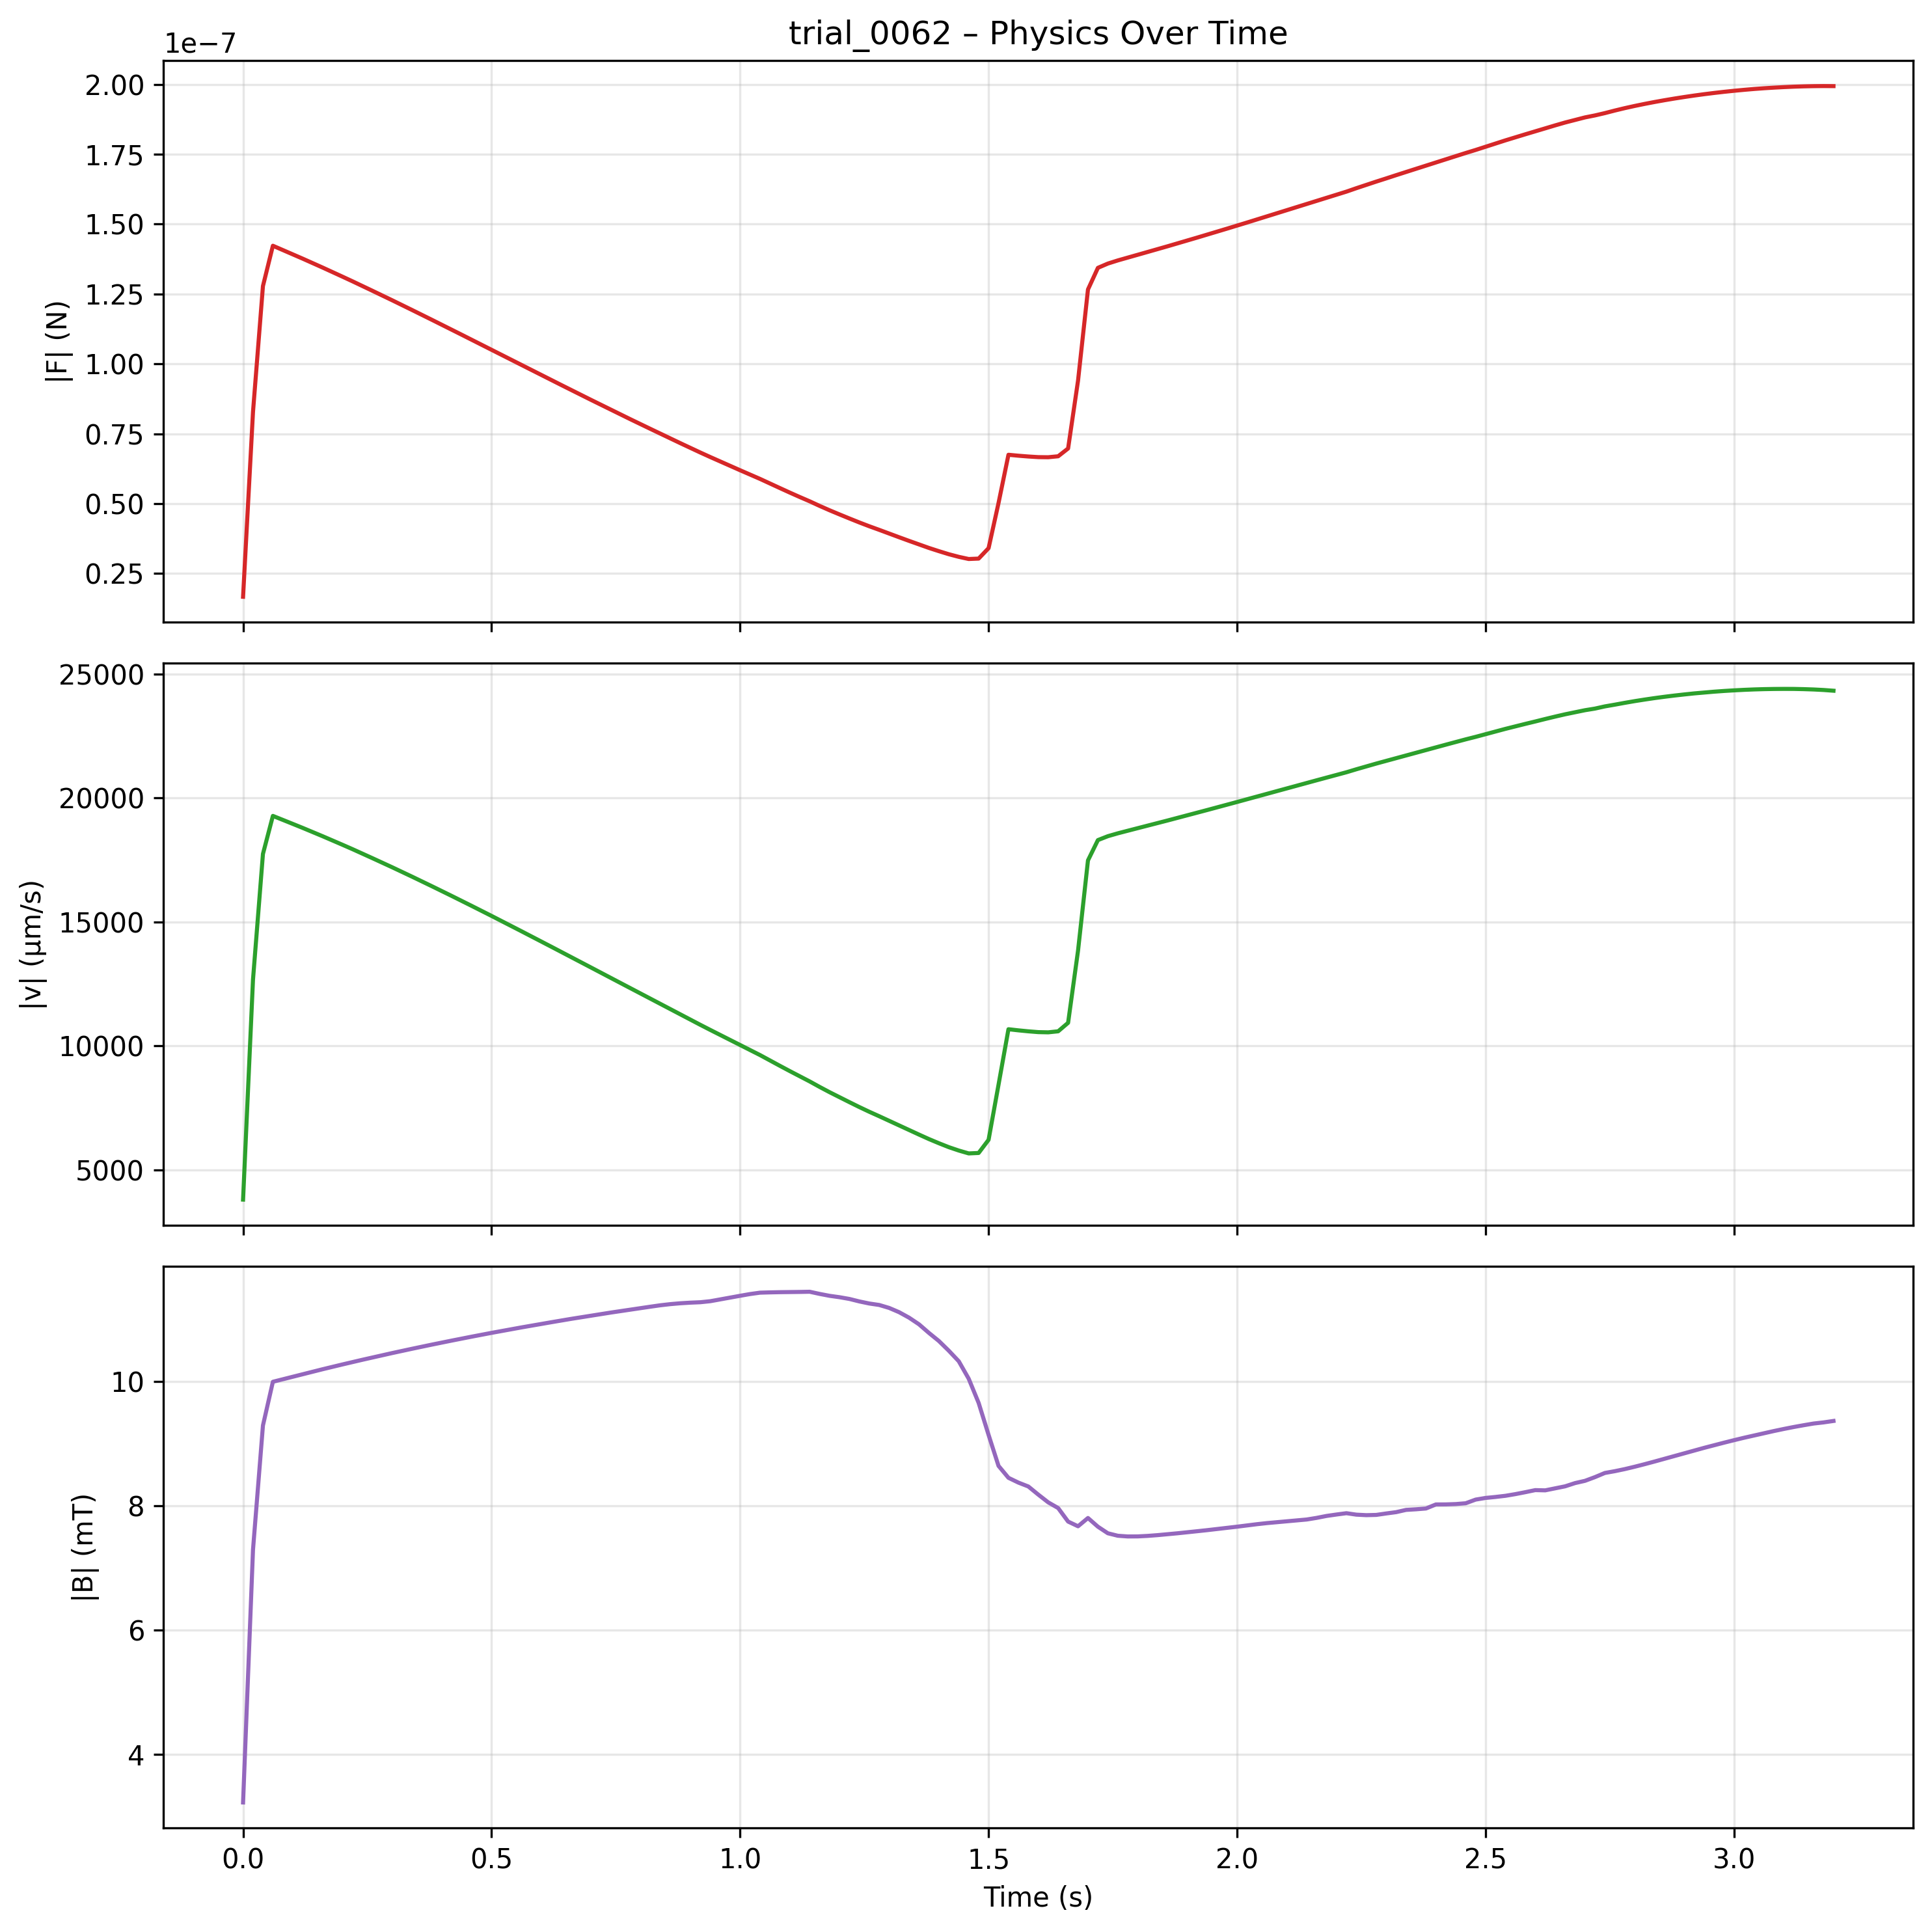 trial_0062 – Physics Over Time
1e−7
2.00
1.75
1.50
1.25
1.00
0.75
0.50
0.25
|F| (N)
25000
20000
15000
10000
5000
|v| (μm/s)
10
8
6
4
|B| (mT)
0.0 0.5 1.0 1.5 2.0 2.5 3.0
Time (s)